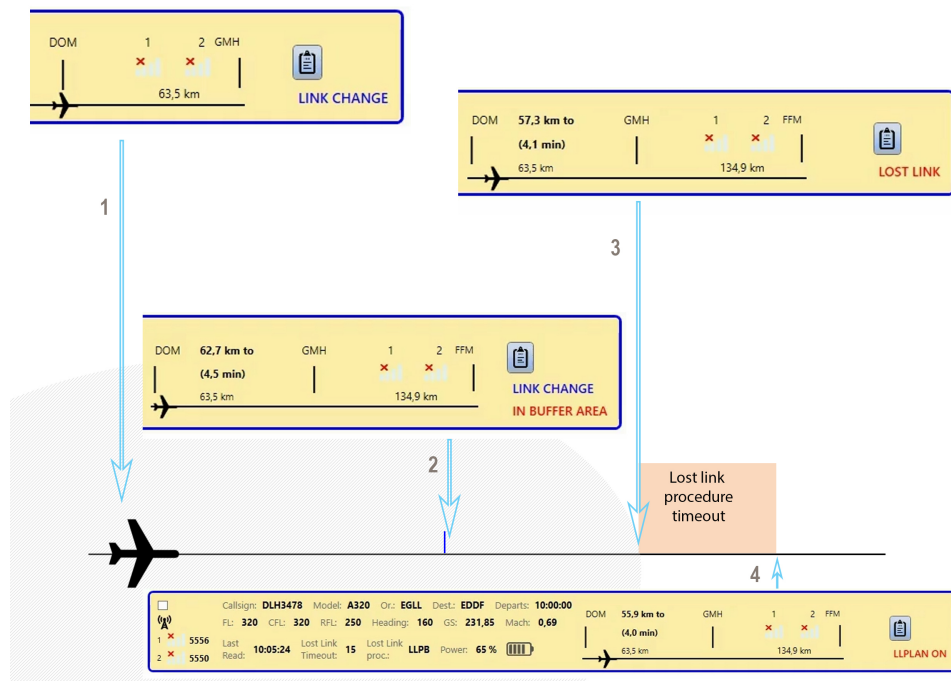 DOM 1 2 GMH
63,5 km
LINK CHANGE
1
DOM 57,3 km to GMH 1 2 FFM
(4,1 min)
63,5 km 134,9 km
LOST LINK
3
DOM 62,7 km to GMH 1 2 FFM
(4,5 min)
63,5 km 134,9 km
LINK CHANGE
IN BUFFER AREA
2
Lost link
procedure
timeout
4
Callsign: DLH3478 Model: A320 Or.: EGLL Dest.: EDDF Departs: 10:00:00
FL: 320 CFL: 320 RFL: 250 Heading: 160 GS: 231,85 Mach: 0,69
1 5556
2 5550
Last Read: 10:05:24 Lost Link Timeout: 15 Lost Link proc.: LLPB Power: 65 %
DOM 55,9 km to GMH 1 2 FFM
(4,0 min)
63,5 km 134,9 km
LLPLAN ON